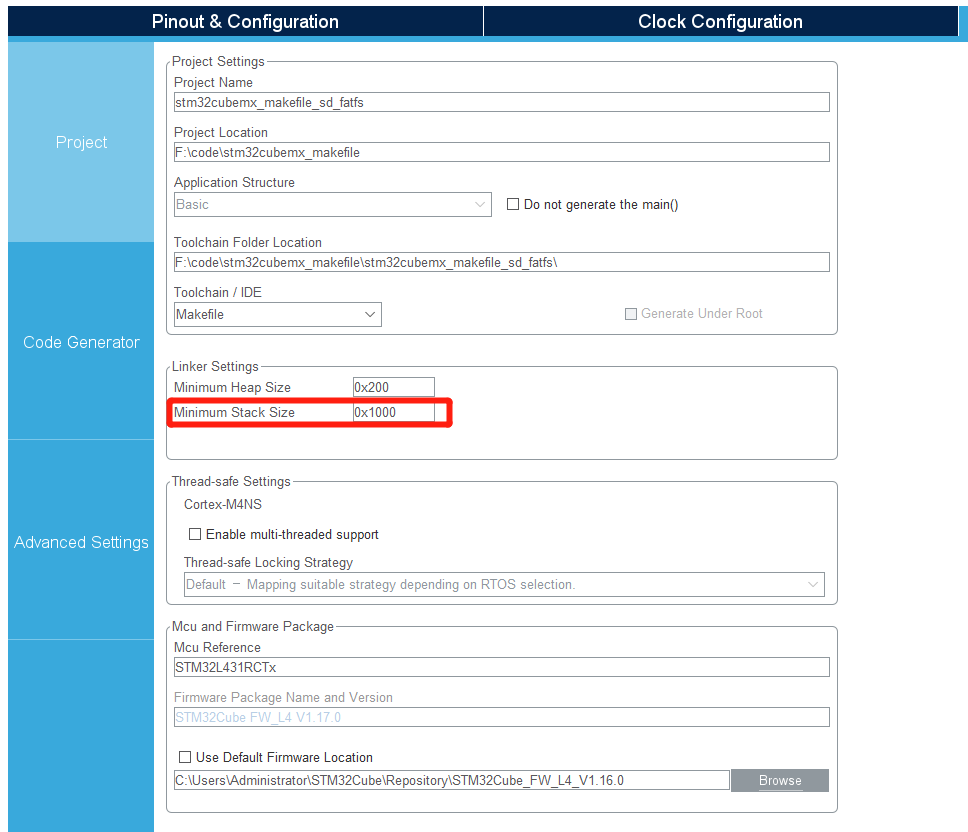 Pinout & Configuration
Clock Configuration
Project
Code Generator
Advanced Settings
Project Settings
Project Name
stm32cubemx_makefile_sd_fatfs
Project Location
F:\code\stm32cubemx_makefile
Application Structure
Basic
Do not generate the main()
Toolchain Folder Location
F:\code\stm32cubemx_makefile\stm32cubemx_makefile_sd_fatfs\
Toolchain / IDE
Makefile
Generate Under Root
Linker Settings
Minimum Heap Size 0x200
Minimum Stack Size 0x1000
Thread-safe Settings
Cortex-M4NS
Enable multi-threaded support
Thread-safe Locking Strategy
Default – Mapping suitable strategy depending on RTOS selection.
Mcu and Firmware Package
Mcu Reference
STM32L431RCTx
Firmware Package Name and Version
STM32Cube FW_L4 V1.17.0
Use Default Firmware Location
C:\Users\Administrator\STM32Cube\Repository\STM32Cube_FW_L4_V1.16.0
Browse